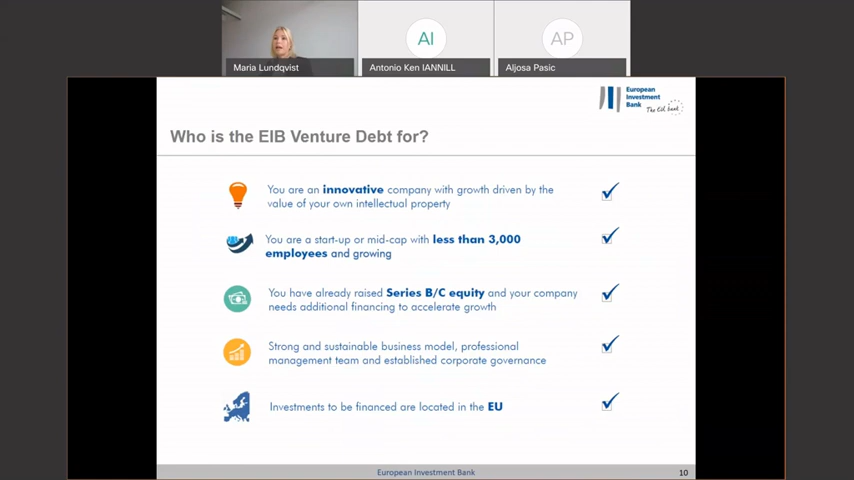 AI
AP
Maria Lundqvist
Antonio Ken IANNILL
Aljosa Pasic
European
Investment
Bank
The EU bank
Who is the EIB Venture Debt for?
You are an innovative company with growth driven by the
value of your own intellectual property
You are a start-up or mid-cap with less than 3,000
employees and growing
You have already raised Series B/C equity and your company
needs additional financing to accelerate growth
Strong and sustainable business model, professional
management team and established corporate governance
Investments to be financed are located in the EU
European Investment Bank
10